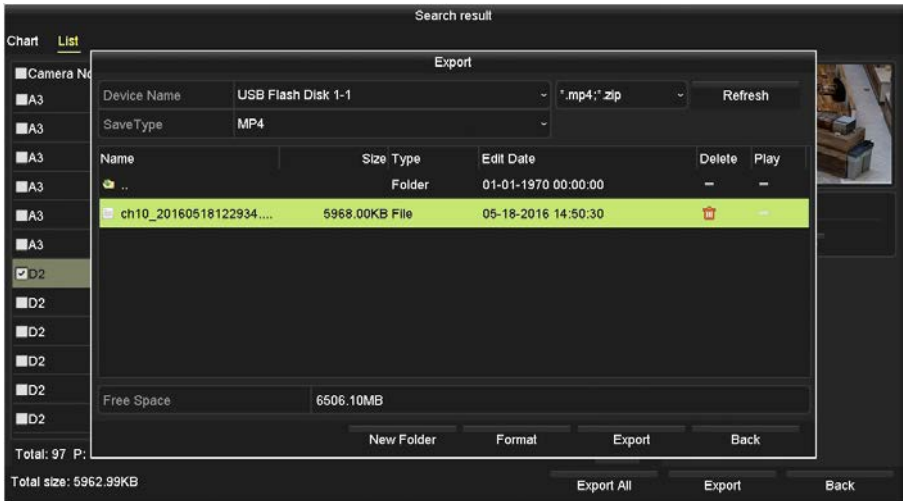 Search result
Chart List
Export
Camera No
Device Name USB Flash Disk 1-1 *.mp4;*.zip Refresh
A3
Save Type MP4
A3
Name Size Type Edit Date Delete Play
A3
.. Folder 01-01-1970 00:00:00 – –
A3
ch10_20160518122934.... 5968.00KB File 05-18-2016 14:50:30 –
A3
A3
D2
D2
D2
D2
D2
Free Space 6506.10MB
D2
New Folder Format Export Back
Total: 97 P:
Total size: 5962.99KB Export All Export Back